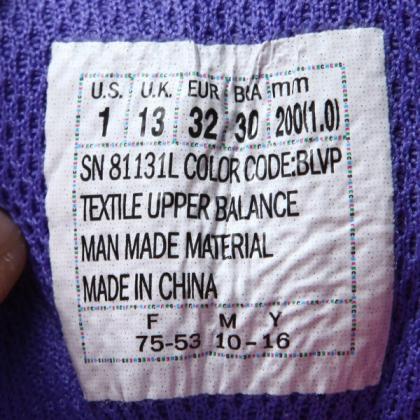 U.S. U.K. EUR BRA mm
1 13 32 30 200(1.0)
SN 81131L COLOR CODE:BLVP
TEXTILE UPPER BALANCE
MAN MADE MATERIAL
MADE IN CHINA
F M Y
75-53 10-16